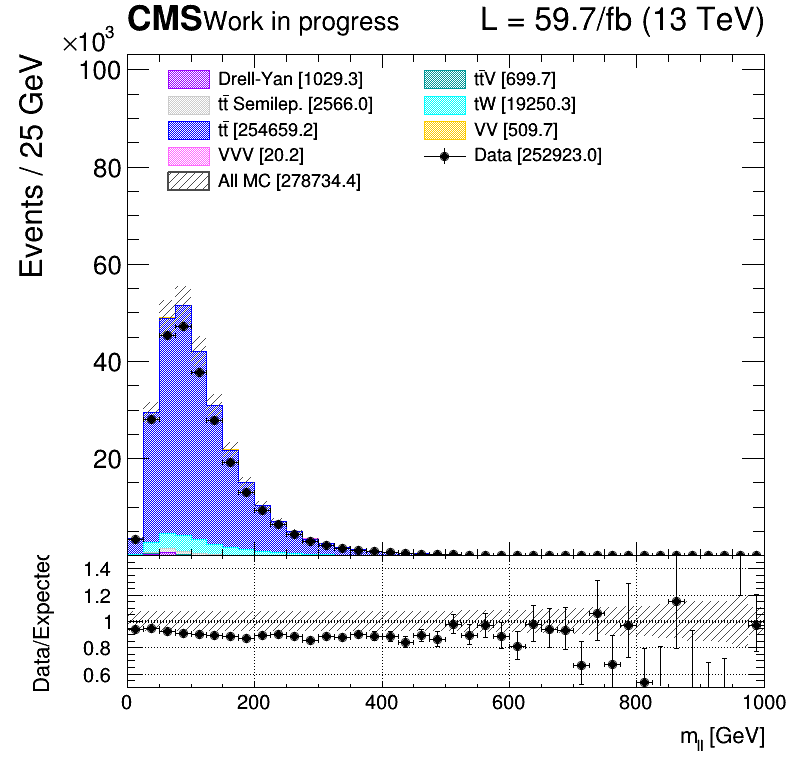 CMS Work in progress L = 59.7/fb (13 TeV)
×10³
Events / 25 GeV
100
80
60
40
20
Drell-Yan [1029.3]
tt̄ Semilep. [2566.0]
tt̄ [254659.2]
VVV [20.2]
All MC [278734.4]
tt̄V [699.7]
tW [19250.3]
VV [509.7]
Data [252923.0]
Data/Expected
1.4
1.2
1
0.8
0.6
0 200 400 600 800 1000
m_ll [GeV]